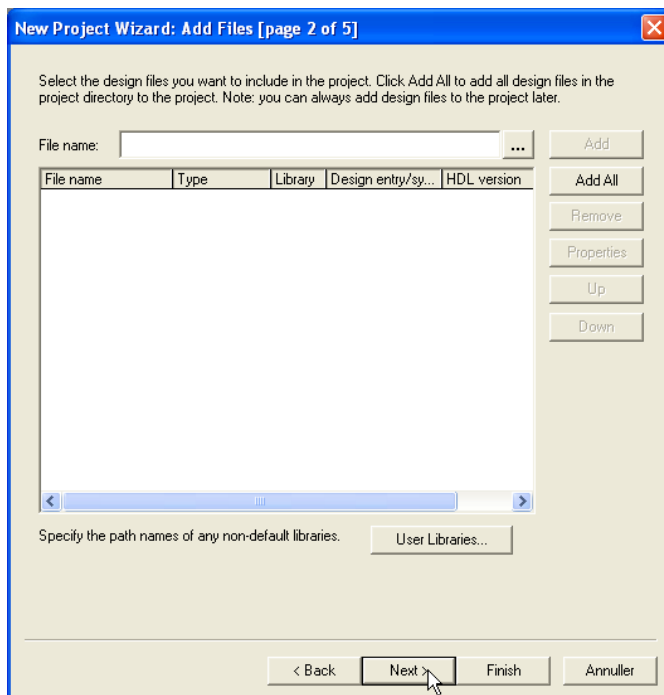 New Project Wizard: Add Files [page 2 of 5]
Select the design files you want to include in the project. Click Add All to add all design files in the
project directory to the project. Note: you can always add design files to the project later.
File name: ... Add
File name Type Library Design entry/sy... HDL version Add All
Remove
Properties
Up
Down
Specify the path names of any non-default libraries. User Libraries...
< Back Next > Finish Annuller